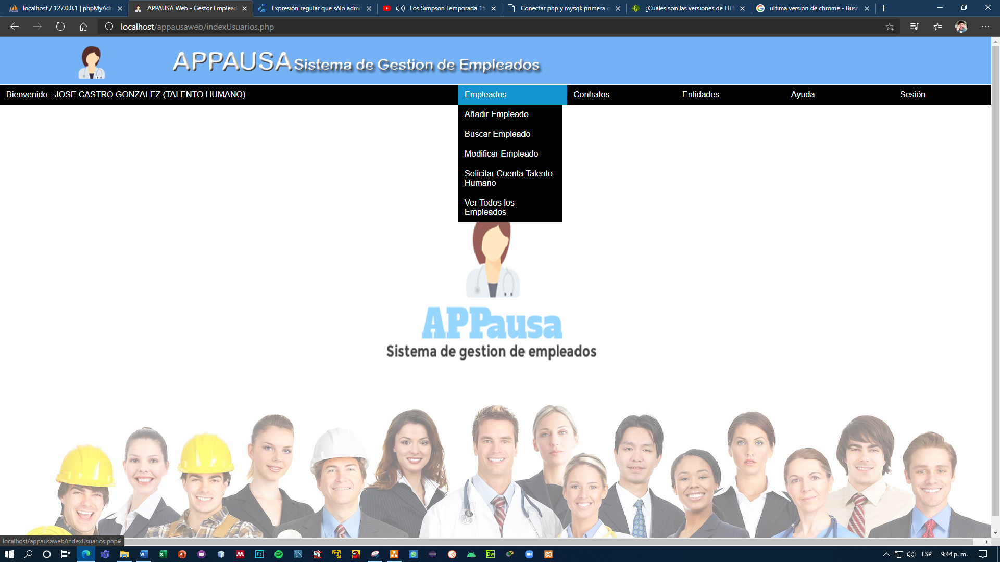 localhost / 127.0.0.1 | phpMyAdm
APPAUSA Web - Gestor Emplead
Expresión regular que sólo admi
Los Simpson Temporada 15
Conectar php y mysql: primera c
¿Cuáles son las versiones de HTM
ultima version de chrome - Busc
localhost/appausaweb/indexUsuarios.php
APPAUSA Sistema de Gestion de Empleados
Bienvenido : JOSE CASTRO GONZALEZ (TALENTO HUMANO)
Empleados
Contratos
Entidades
Ayuda
Sesión
Añadir Empleado
Buscar Empleado
Modificar Empleado
Solicitar Cuenta Talento
Humano
Ver Todos los
Empleados
APPausa
Sistema de gestion de empleados
localhost/appausaweb/indexUsuarios.php#
ESP
9:44 p. m.